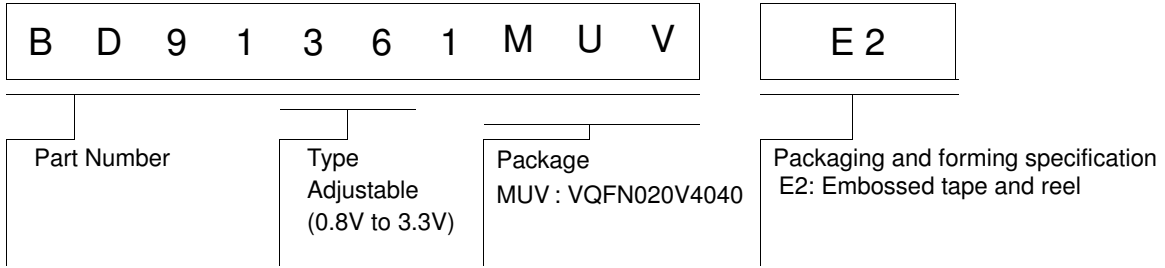 B D 9 1 3 6 1 M U V E 2
Part Number
Type
Adjustable
(0.8V to 3.3V)
Package
MUV : VQFN020V4040
Packaging and forming specification
E2: Embossed tape and reel